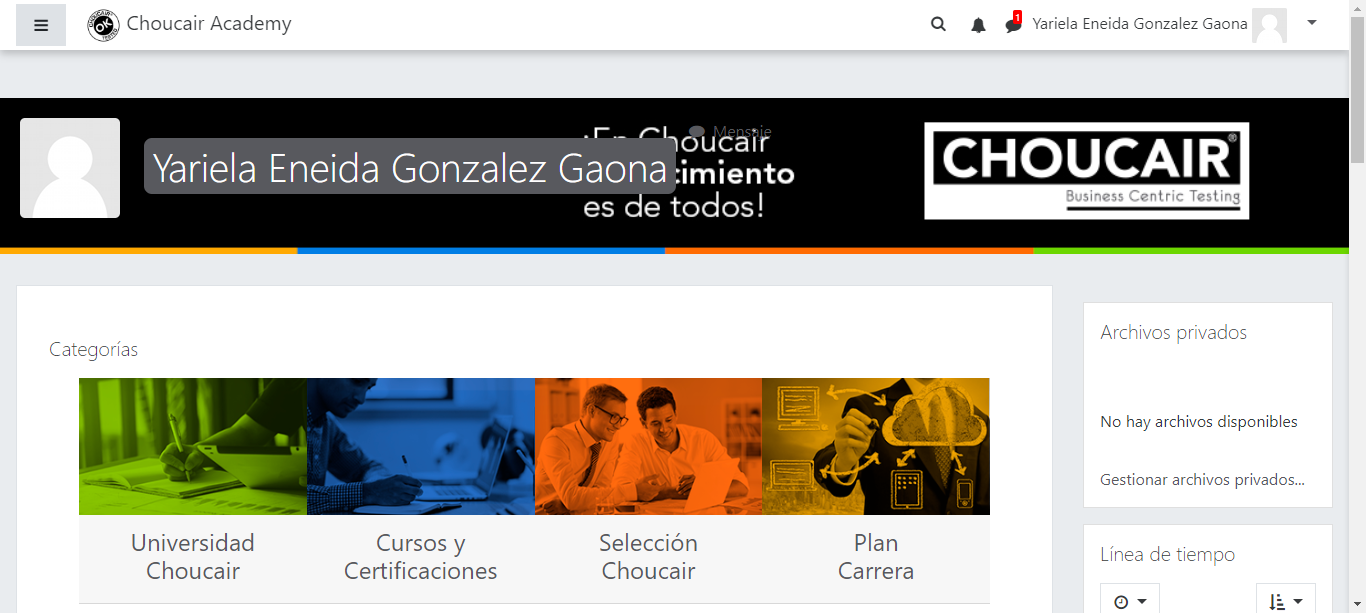 Choucair Academy
1
Yariela Eneida Gonzalez Gaona
Mensaje
¡En Choucair
Yariela Eneida Gonzalez Gaona
es de todos!
CHOUCAIR
Business Centric Testing
Categorías
Universidad
Choucair
Cursos y
Certificaciones
Selección
Choucair
Plan
Carrera
Archivos privados
No hay archivos disponibles
Gestionar archivos privados...
Línea de tiempo